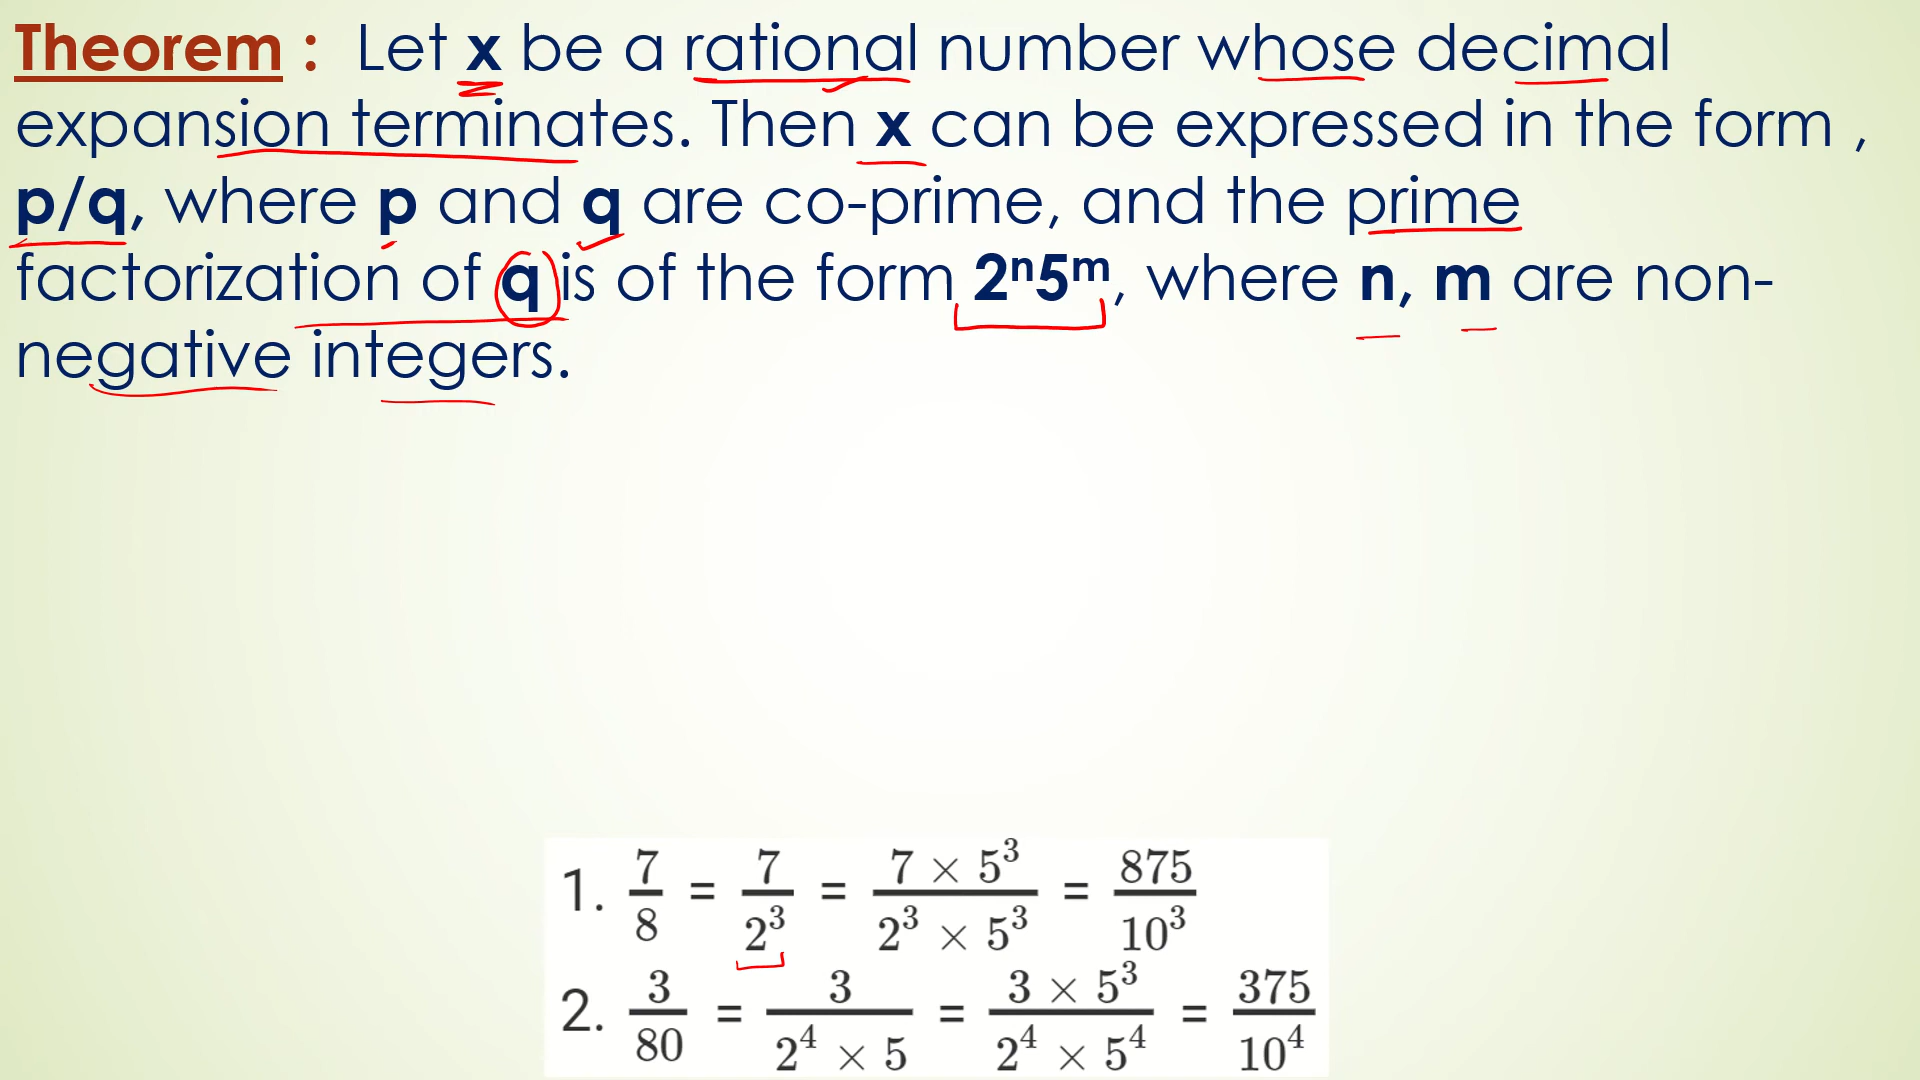 Theorem : Let x be a rational number whose decimal
expansion terminates. Then x can be expressed in the form ,
p/q, where p and q are co-prime, and the prime
factorization of q is of the form 2ⁿ5ᵐ, where n, m are non-
negative integers.
1. 7/8 = 7/2³ = (7 × 5³)/(2³ × 5³) = 875/10³
2. 3/80 = 3/(2⁴ × 5) = (3 × 5³)/(2⁴ × 5⁴) = 375/10⁴